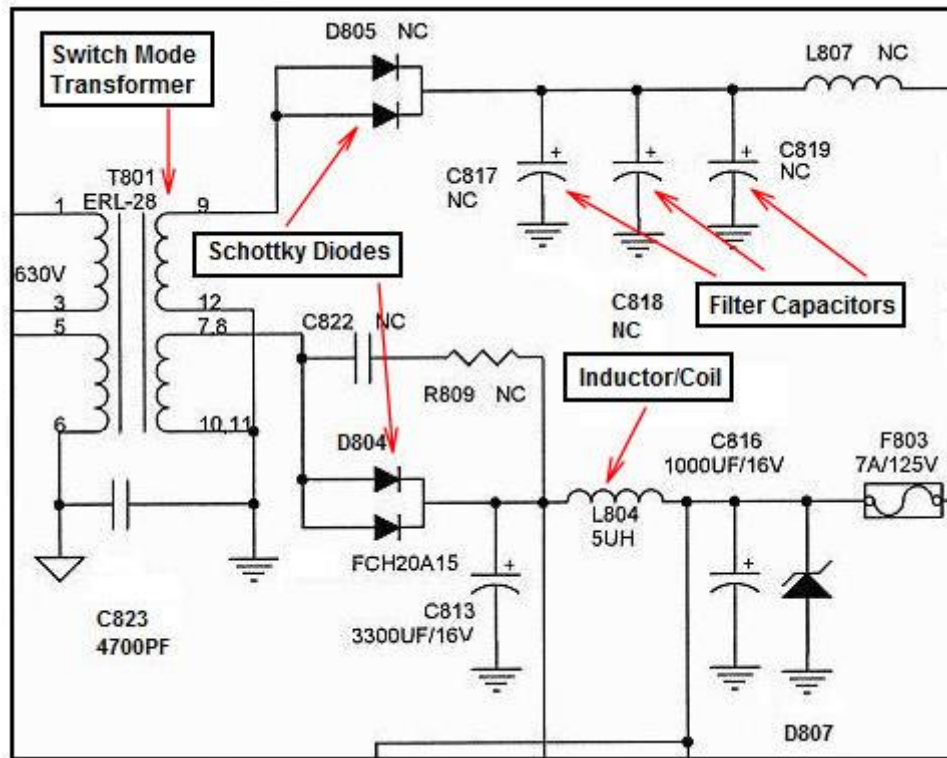 D805 NC
Switch Mode
Transformer
L807 NC
C817
NC
C819
NC
T801
ERL-28
1
9
Schottky Diodes
630V
3
12
5
7,8
C822 NC
C818
NC
Filter Capacitors
R809 NC
Inductor/Coil
6
10,11
D804
C816
1000UF/16V
F803
7A/125V
L804
5UH
FCH20A15
C813
3300UF/16V
C823
4700PF
D807
+
+
+
+
+